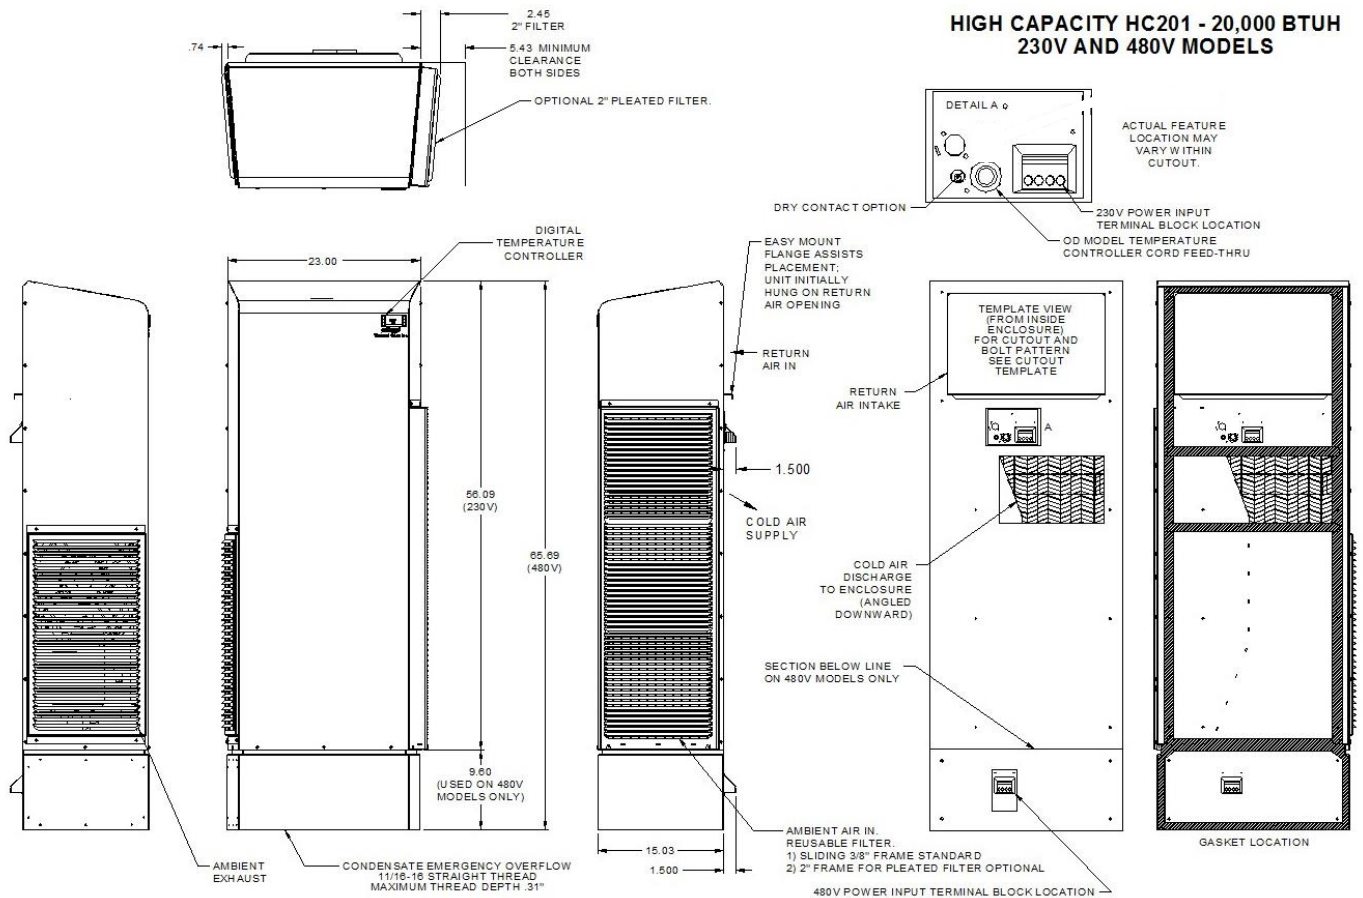 HIGH CAPACITY HC201 - 20,000 BTUH
230V AND 480V MODELS
.74
2.45
2" FILTER
5.43 MINIMUM
CLEARANCE
BOTH SIDES
OPTIONAL 2" PLEATED FILTER.
DETAIL A
ACTUAL FEATURE
LOCATION MAY
VARY WITHIN
CUTOUT.
DRY CONTACT OPTION
230V POWER INPUT
TERMINAL BLOCK LOCATION
OD MODEL TEMPERATURE
CONTROLLER CORD FEED-THRU
DIGITAL
TEMPERATURE
CONTROLLER
23.00
EASY MOUNT
FLANGE ASSISTS
PLACEMENT;
UNIT INITIALLY
HUNG ON RETURN
AIR OPENING
RETURN
AIR IN
TEMPLATE VIEW
(FROM INSIDE
ENCLOSURE)
FOR CUTOUT AND
BOLT PATTERN
SEE CUTOUT
TEMPLATE
RETURN
AIR INTAKE
A
1.500
COLD AIR
SUPPLY
56.09
(230V)
65.69
(480V)
COLD AIR
DISCHARGE
TO ENCLOSURE
(ANGLED
DOWNWARD)
SECTION BELOW LINE
ON 480V MODELS ONLY
9.60
(USED ON 480V
MODELS ONLY)
AMBIENT
EXHAUST
CONDENSATE EMERGENCY OVERFLOW
11/16-16 STRAIGHT THREAD
MAXIMUM THREAD DEPTH .31"
15.03
1.500
AMBIENT AIR IN.
REUSABLE FILTER.
1) SLIDING 3/8" FRAME STANDARD
2) 2" FRAME FOR PLEATED FILTER OPTIONAL
480V POWER INPUT TERMINAL BLOCK LOCATION
GASKET LOCATION